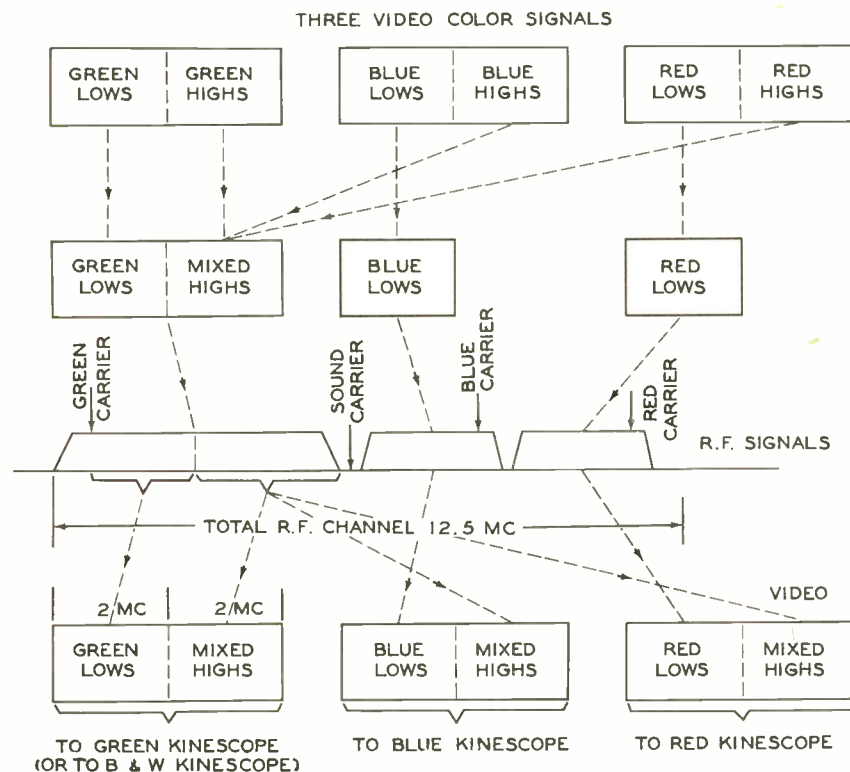 THREE VIDEO COLOR SIGNALS
GREEN LOWS
GREEN HIGHS
BLUE LOWS
BLUE HIGHS
RED LOWS
RED HIGHS
GREEN LOWS
MIXED HIGHS
BLUE LOWS
RED LOWS
GREEN CARRIER
SOUND CARRIER
BLUE CARRIER
RED CARRIER
R.F. SIGNALS
TOTAL R.F. CHANNEL 12.5 MC
2 MC
2 MC
VIDEO
GREEN LOWS
MIXED HIGHS
BLUE LOWS
MIXED HIGHS
RED LOWS
MIXED HIGHS
TO GREEN KINESCOPE
(OR TO B & W KINESCOPE)
TO BLUE KINESCOPE
TO RED KINESCOPE